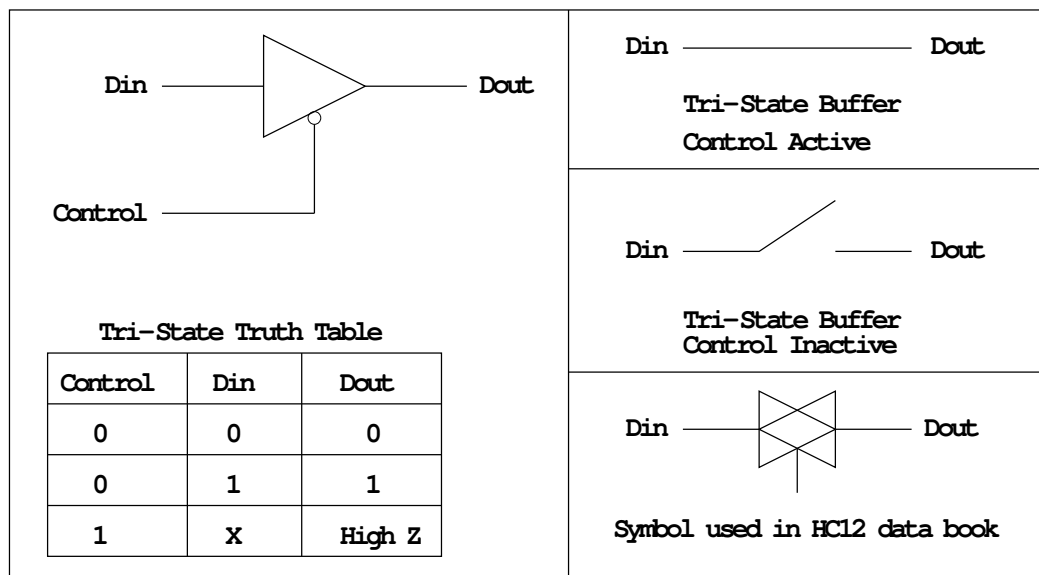 Din Dout
Control
Tri-State Truth Table
Control Din Dout
0 0 0
0 1 1
1 X High Z
Din Dout
Tri-State Buffer
Control Active
Din Dout
Tri-State Buffer
Control Inactive
Din Dout
Symbol used in HC12 data book